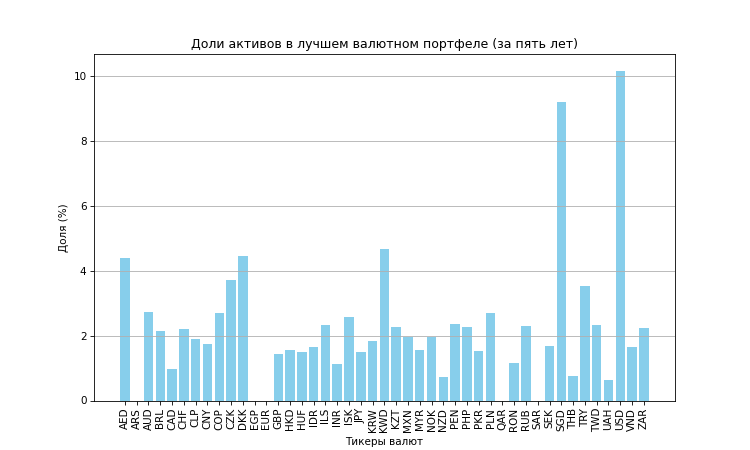 Доли активов в лучшем валютном портфеле (за пять лет)
Доля (%)
10
8
6
4
2
0
AED ARS AUD BRL CAD CHF CLP CNY COP CZK DKK EGP EUR GBP HKD HUF IDR ILS INR ISK JPY KRW KWD KZT MXN MYR NOK NZD PEN PHP PKR PLN QAR RON RUB SAR SEK SGD THB TRY TWD UAH USD VND ZAR
Тикеры валют